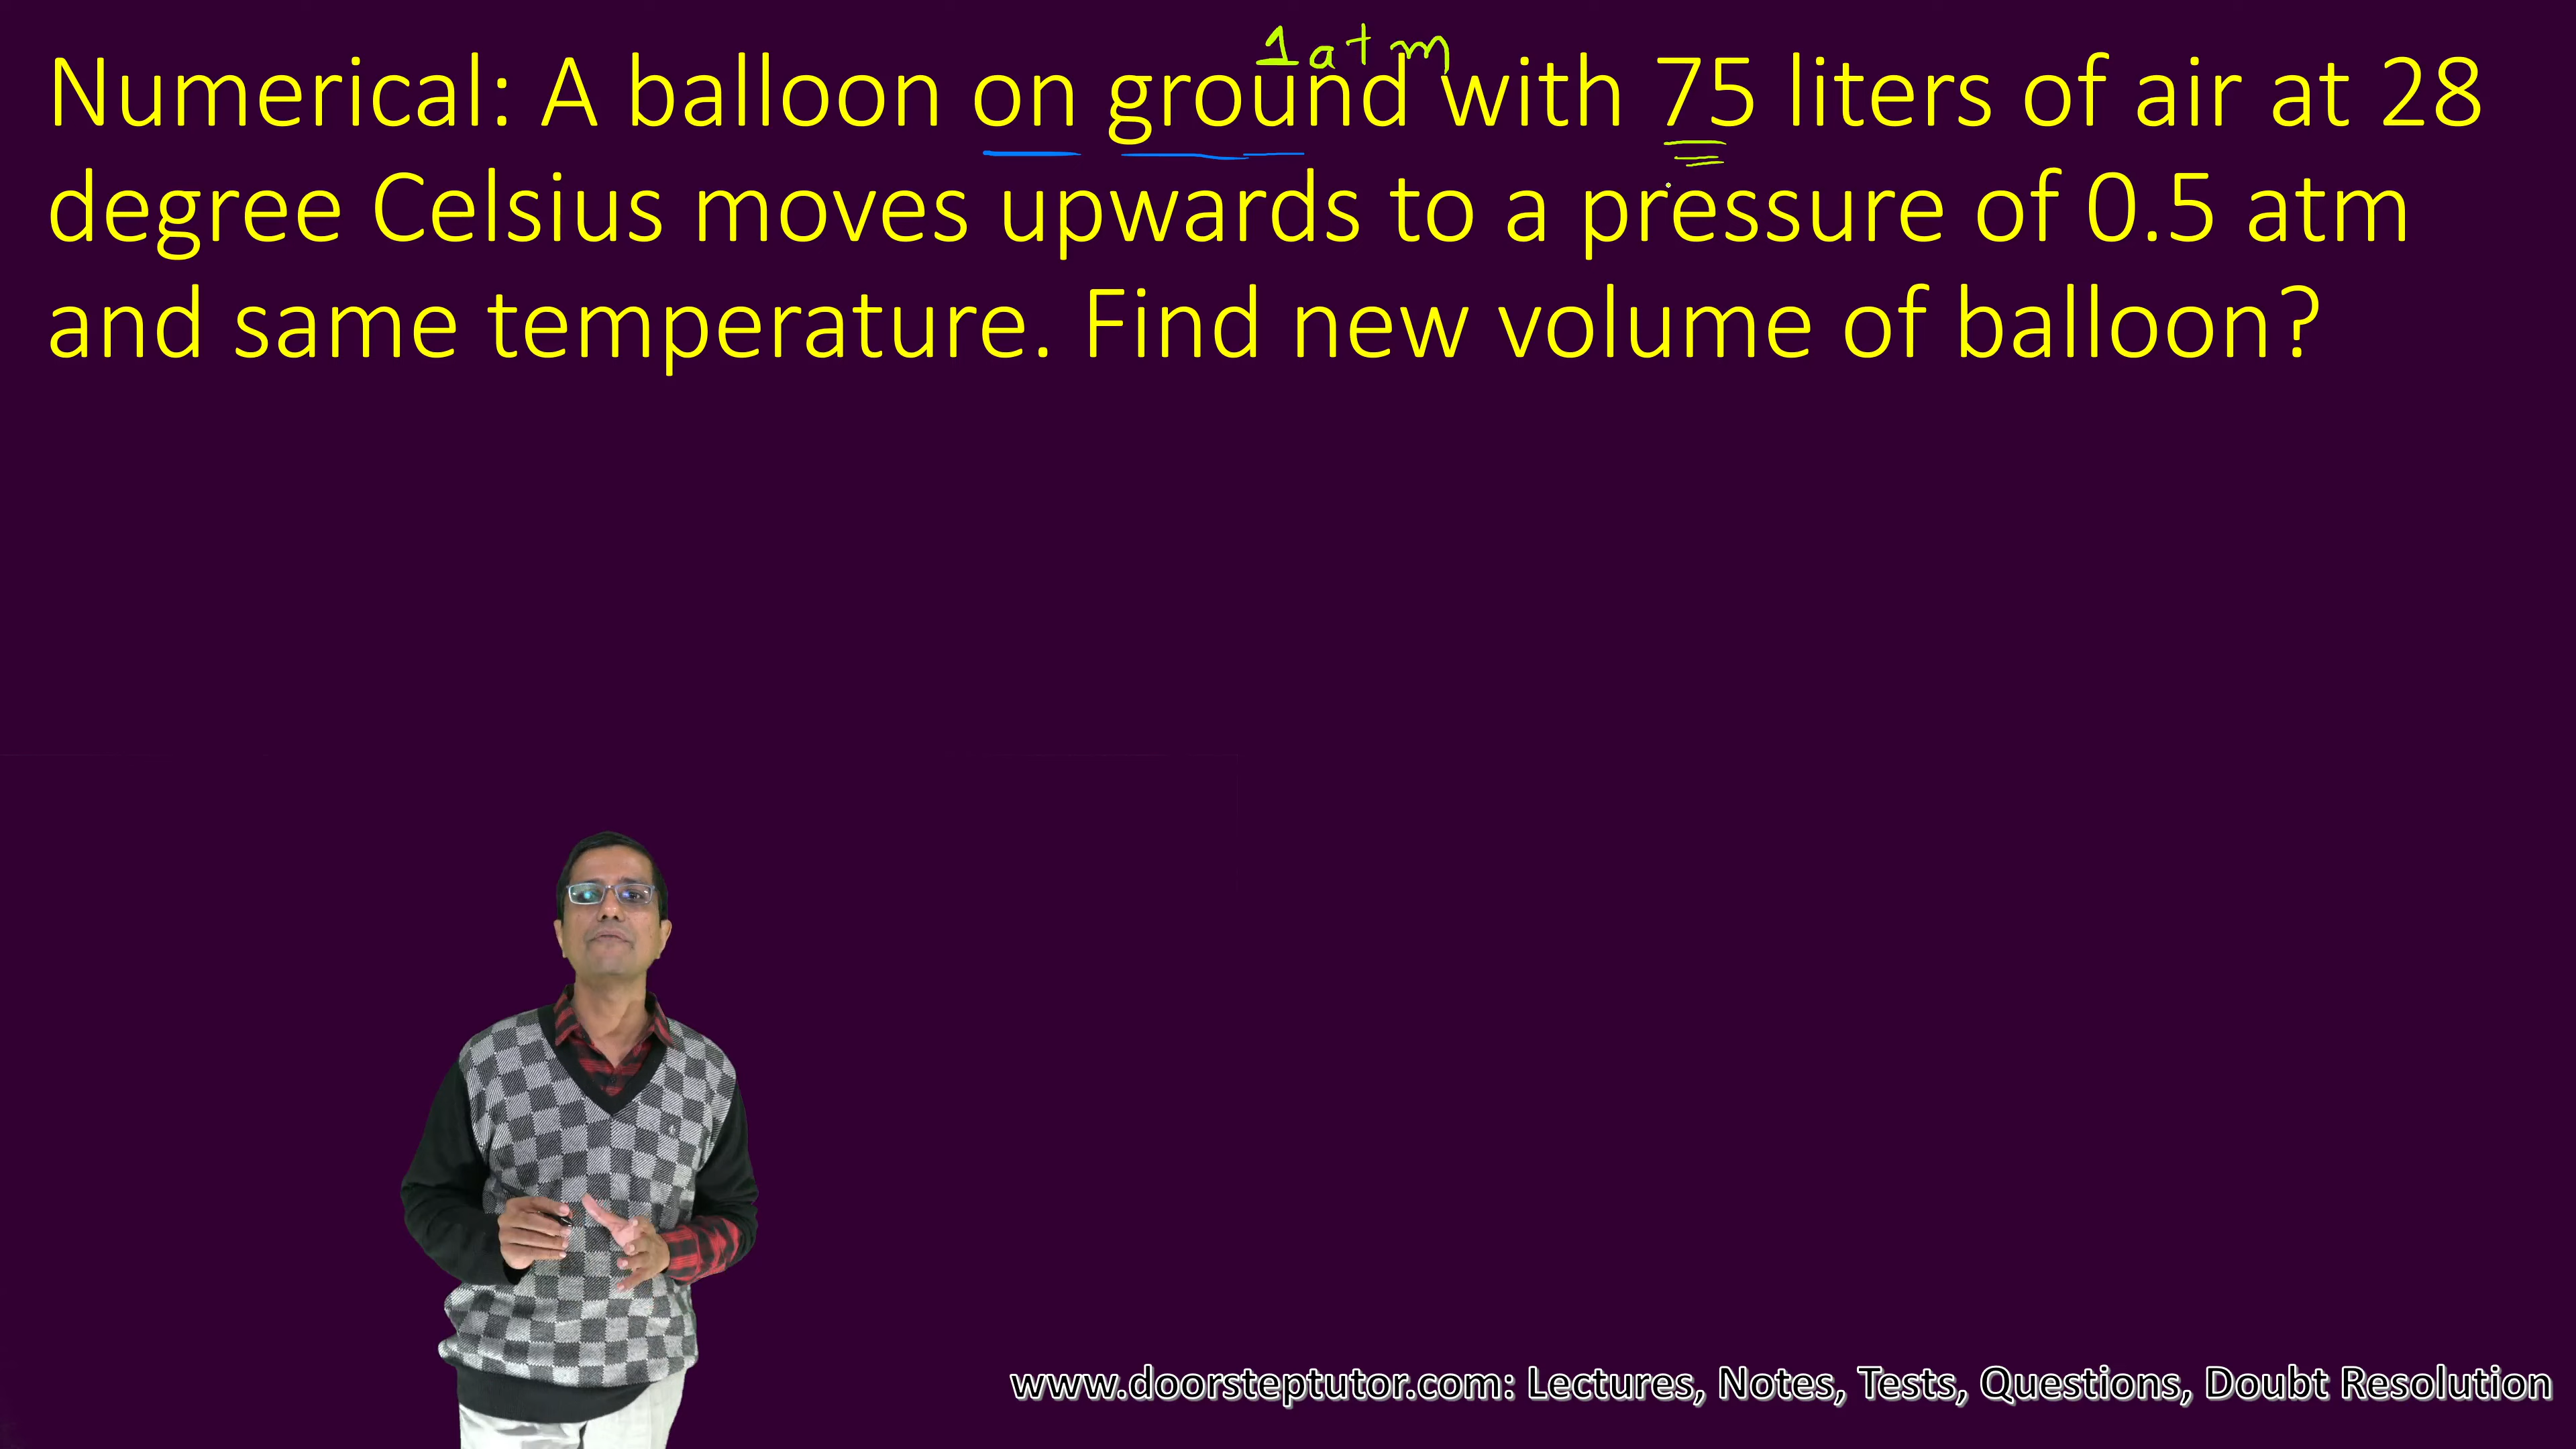 1 atm
Numerical: A balloon on ground with 75 liters of air at 28
degree Celsius moves upwards to a pressure of 0.5 atm
and same temperature. Find new volume of balloon?
www.doorsteptutor.com: Lectures, Notes, Tests, Questions, Doubt Resolution